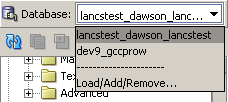 Database: lancstest_dawson_lanc...
lancstest_dawson_lancstest
dev9_gccprow
------------------------
Load/Add/Remove...
Advanced